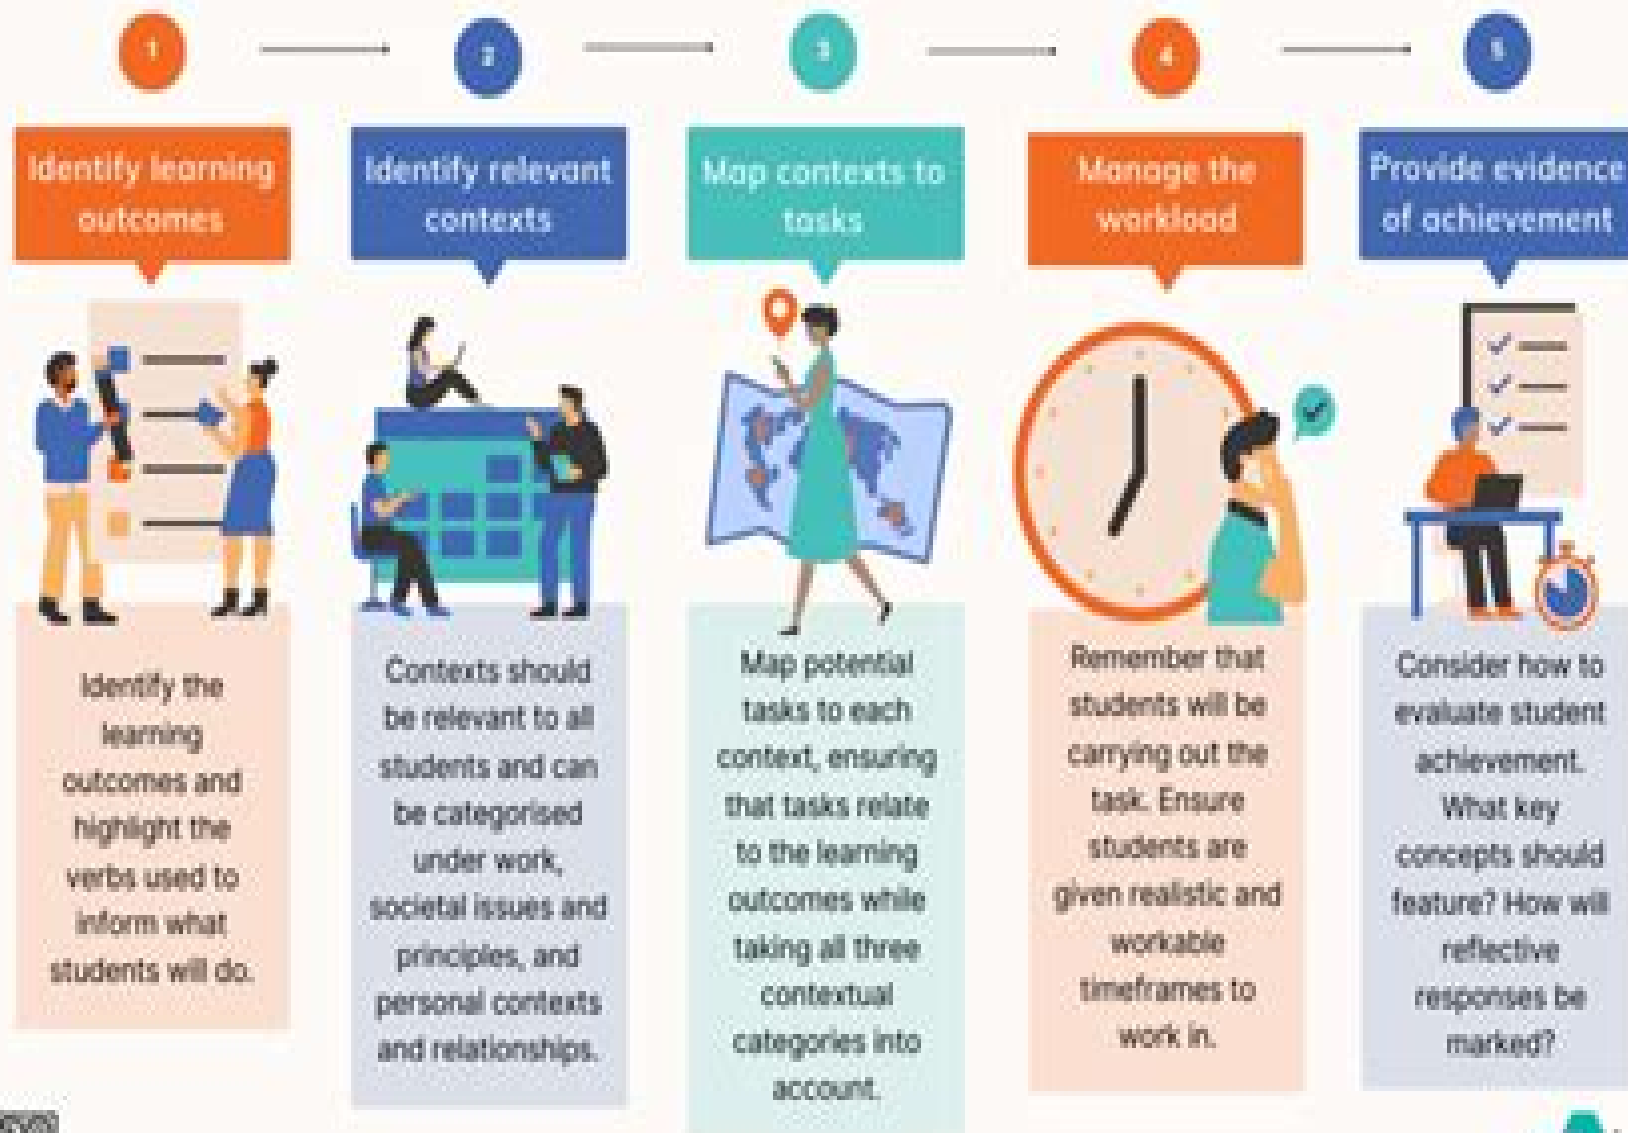 1
2
3
4
5
Identify learning
outcomes
Identify the
learning
outcomes and
highlight the
verbs used to
inform what
students will do.
Identify relevant
contexts
Contexts should
be relevant to all
students and can
be categorised
under work,
societal issues and
principles, and
personal contexts
and relationships.
Map contexts to
tasks
Map potential
tasks to each
context, ensuring
that tasks relate
to the learning
outcomes while
taking all three
contextual
categories into
account.
Manage the
workload
Remember that
students will be
carrying out the
task. Ensure
students are
given realistic and
workable
timeframes to
work in.
Provide evidence
of achievement
Consider how to
evaluate student
achievement.
What key
concepts should
feature? How will
reflective
responses be
marked?